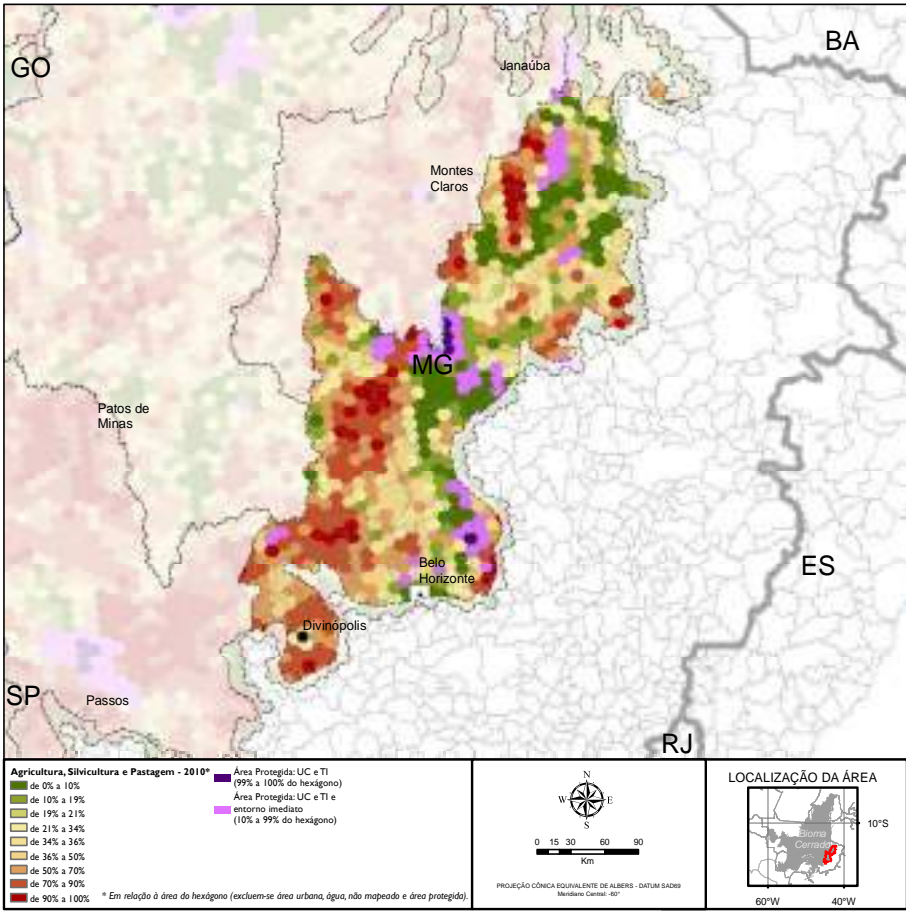 GO
BA
Janaúba
Montes
Claros
MG
Patos de
Minas
ES
Belo
Horizonte
Divinópolis
SP
Passos
RJ
Agricultura, Silvicultura e Pastagem - 2010*
de 0% a 10%
de 10% a 19%
de 19% a 21%
de 21% a 34%
de 34% a 36%
de 36% a 50%
de 50% a 70%
de 70% a 90%
de 90% a 100%
Área Protegida: UC e TI
(99% a 100% do hexágono)
Área Protegida: UC e TI e
entorno imediato
(10% a 99% do hexágono)
* Em relação à área do hexágono (excluem-se área urbana, água, não mapeado e área protegida).
N
W E
S
0 15 30 60 90
Km
PROJEÇÃO CÔNICA EQUIVALENTE DE ALBERS - DATUM SAD69
Meridiano Central: -60°
LOCALIZAÇÃO DA ÁREA
Bioma
Cerrado
10°S
60°W 40°W